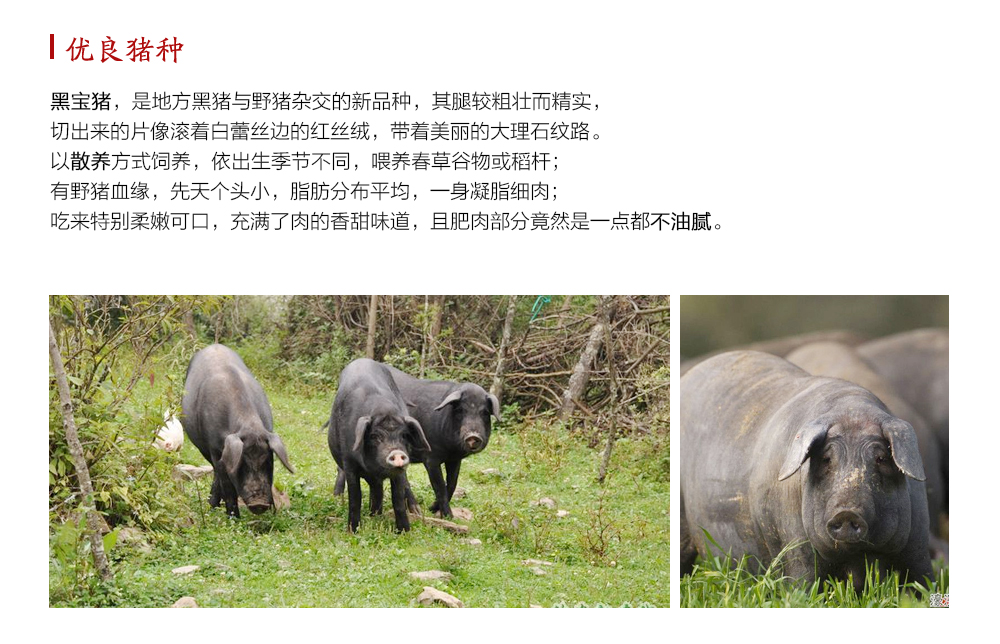 优良猪种
黑宝猪，是地方黑猪与野猪杂交的新品种，其腿较粗壮而精实，
切出来的片像滚着白蕾丝边的红丝绒，带着美丽的大理石纹路。
以散养方式饲养，依出生季节不同，喂养春草谷物或稻杆；
有野猪血缘，先天个头小，脂肪分布平均，一身凝脂细肉；
吃来特别柔嫩可口，充满了肉的香甜味道，且肥肉部分竟然是一点都不油腻。